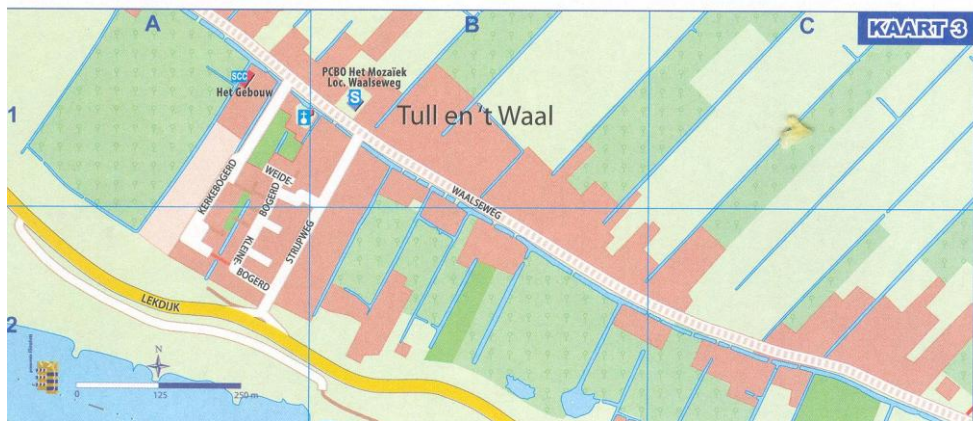 A
B
C
KAART 3
SCC
Het Gebouw
PCBO Het Mozaïek
Loc. Waalseweg
S
Tull en 't Waal
1
WEIDE-
BOGERD
KERKEBOGERD
WAALSEWEG
STRIJPWEG
KLEINE-
BOGERD
LEKDIJK
2
N
0
125
250 m